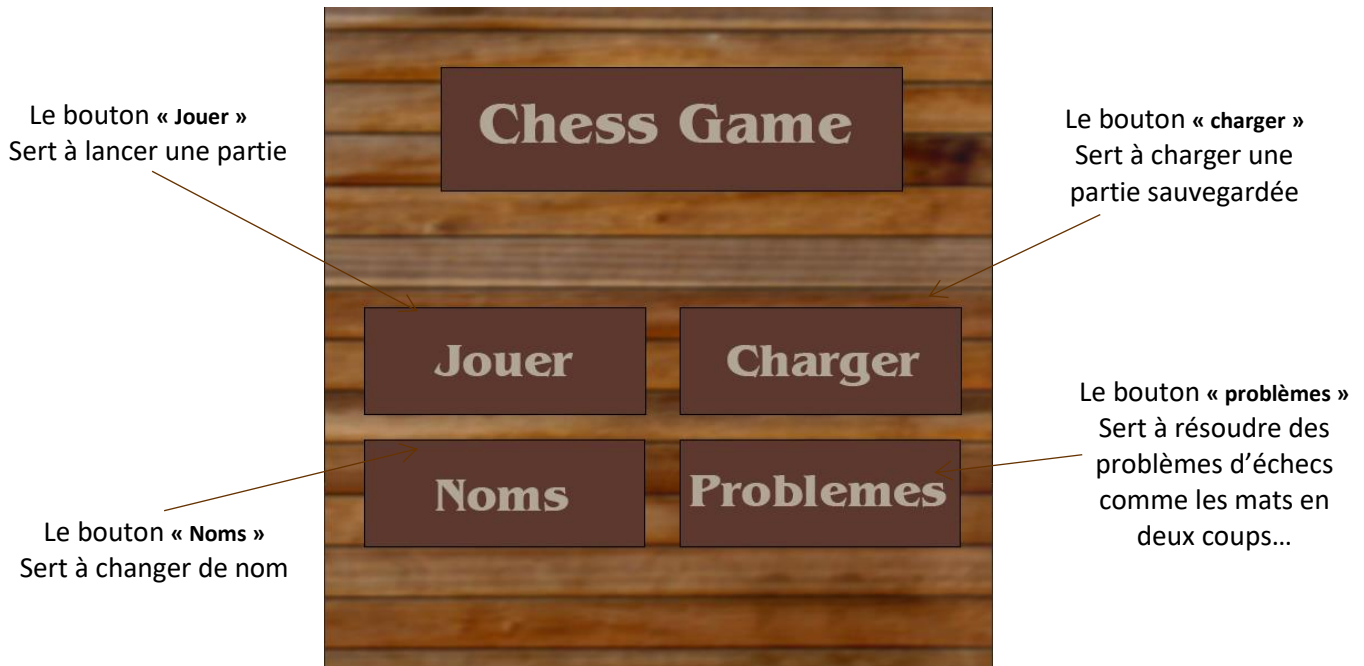 Chess Game
Le bouton « Jouer »
Sert à lancer une partie
Le bouton « charger »
Sert à charger une
partie sauvegardée
Jouer
Charger
Noms
Problemes
Le bouton « problèmes »
Sert à résoudre des
problèmes d’échecs
comme les mats en
deux coups…
Le bouton « Noms »
Sert à changer de nom